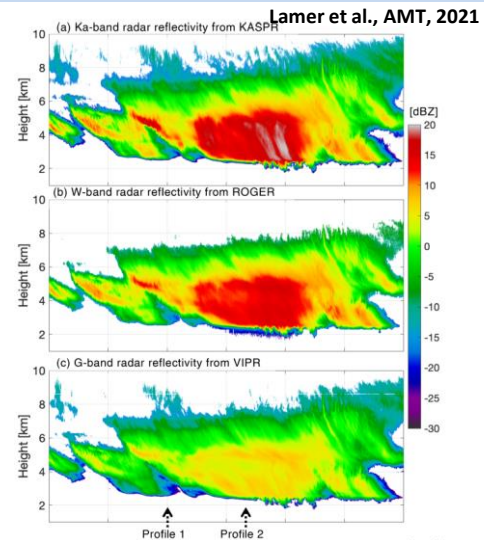 Lamer et al., AMT, 2021
(a) Ka-band radar reflectivity from KASPR
10
8
6
4
2
Height [km]
[dBZ]
20
15
10
5
0
-5
-10
-15
-20
-25
-30
(b) W-band radar reflectivity from ROGER
10
8
6
4
2
Height [km]
(c) G-band radar reflectivity from VIPR
10
8
6
4
2
Height [km]
Profile 1 Profile 2